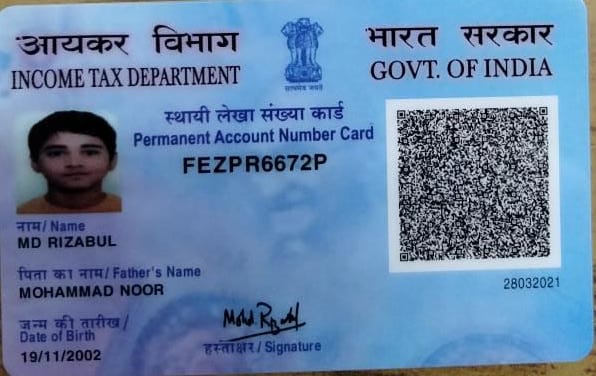 आयकर विभाग
INCOME TAX DEPARTMENT
सत्यमेव जयते
भारत सरकार
GOVT. OF INDIA
स्थायी लेखा संख्या कार्ड
Permanent Account Number Card
FEZPR6672P
नाम / Name
MD RIZABUL
पिता का नाम / Father's Name
MOHAMMAD NOOR
जन्म की तारीख /
Date of Birth
19/11/2002
Mohd. Rizabul
हस्ताक्षर / Signature
28032021